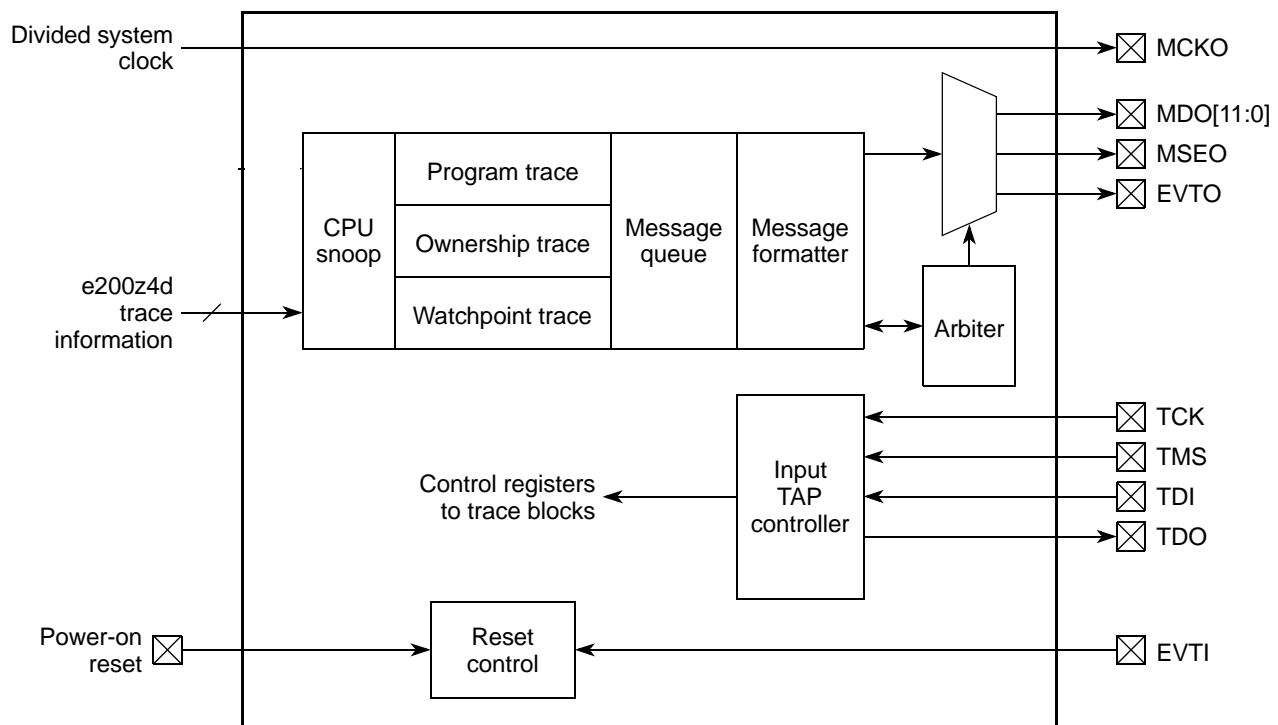 Divided system
clock
MCKO
MDO[11:0]
MSEO
EVTO
Program trace
Ownership trace
Watchpoint trace
CPU
snoop
Message
queue
Message
formatter
e200z4d
trace
information
Arbiter
TCK
TMS
TDI
TDO
Input
TAP
controller
Control registers
to trace blocks
Power-on
reset
Reset
control
EVTI